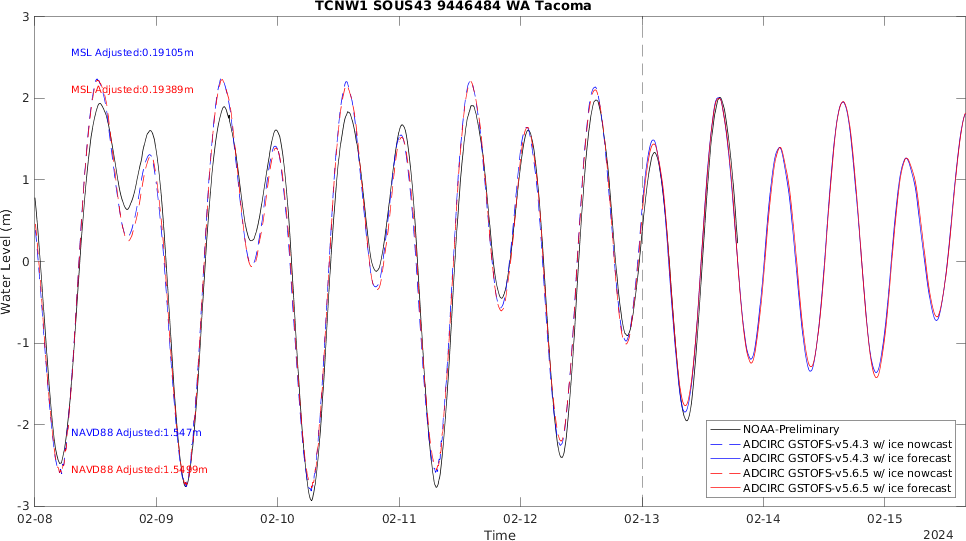 TCNW1 SOUS43 9446484 WA Tacoma
MSL Adjusted:0.19105m
MSL Adjusted:0.19389m
NAVD88 Adjusted:1.547m
NAVD88 Adjusted:1.5499m
Water Level (m)
3
2
1
0
-1
-2
-3
02-08 02-09 02-10 02-11 02-12 02-13 02-14 02-15
Time
2024
NOAA-Preliminary
ADCIRC GSTOFS-v5.4.3 w/ ice nowcast
ADCIRC GSTOFS-v5.4.3 w/ ice forecast
ADCIRC GSTOFS-v5.6.5 w/ ice nowcast
ADCIRC GSTOFS-v5.6.5 w/ ice forecast